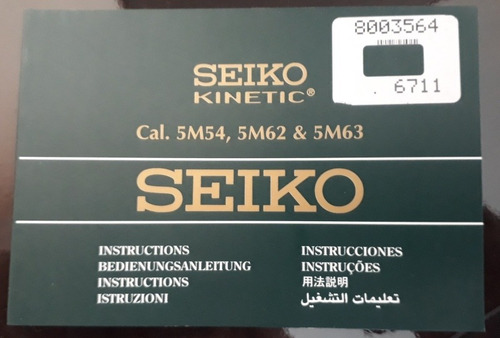 8003564
. 6711
SEIKO
KINETIC®
Cal. 5M54, 5M62 & 5M63
SEIKO
INSTRUCTIONS
BEDIENUNGSANLEITUNG
INSTRUCTIONS
ISTRUZIONI
INSTRUCCIONES
INSTRUÇÕES
用法説明
تعليمات التشغيل